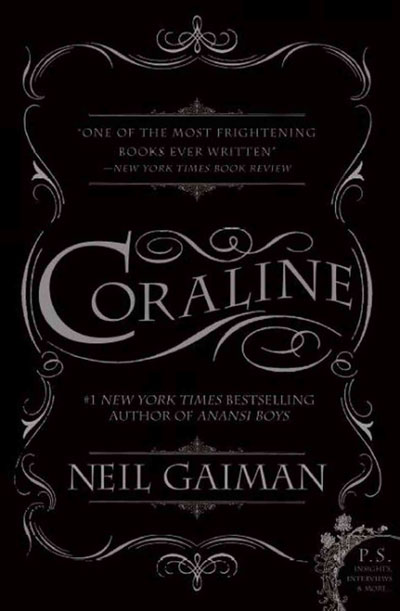 "ONE OF THE MOST FRIGHTENING
BOOKS EVER WRITTEN"
—NEW YORK TIMES BOOK REVIEW
CORALINE
#1 NEW YORK TIMES BESTSELLING
AUTHOR OF ANANSI BOYS
NEIL GAIMAN
P.S.
INSIGHTS,
INTERVIEWS
& MORE...